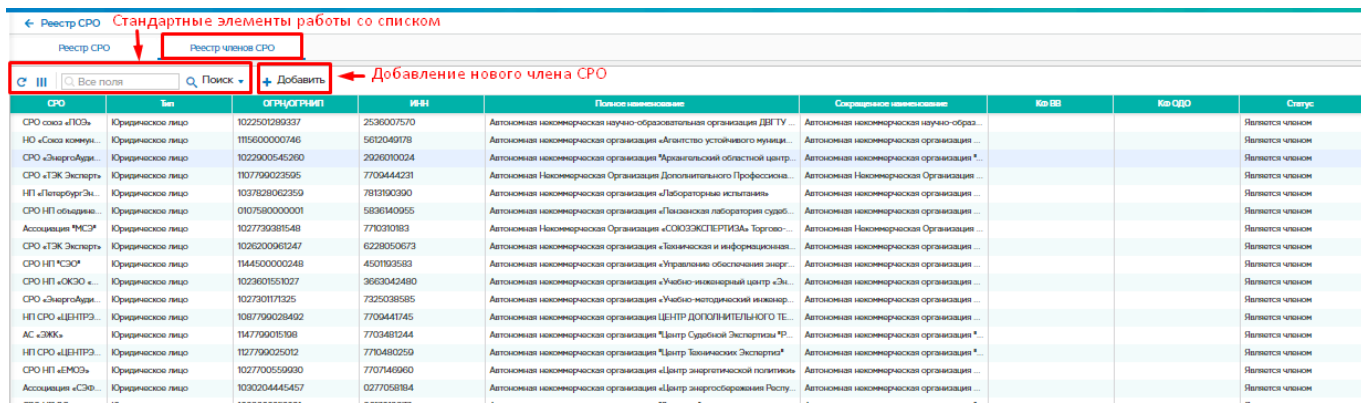 ← Реестр СРО Стандартные элементы работы со списком
Реестр СРО Реестр членов СРО
Все поля Поиск + Добавить Добавление нового члена СРО
СРО Тип ОГРН/ОГРНИП ИНН Полное наименование Сокращенное наименование Кф ВВ Кф ОДО Статус
СРО союз «ПОЭ» Юридическое лицо 1022501289337 2536007570 Автономная некоммерческая научно-образовательная организация ДВГТУ ... Автономная некоммерческая научно-образ... Является членом
НО «Союз коммун... Юридическое лицо 1115600000746 5612049178 Автономная некоммерческая организация «Агентство устойчивого муници... Автономная некоммерческая организация ... Является членом
СРО «ЭнергоАуди... Юридическое лицо 1022900545260 2926010024 Автономная некоммерческая организация "Архангельский областной центр... Автономная некоммерческая организация "... Является членом
СРО «ТЭК Эксперт» Юридическое лицо 1107799023595 7709444231 Автономная Некоммерческая Организация Дополнительного Профессиона... Автономная Некоммерческая Организация ... Является членом
НП «ПетербургЭн... Юридическое лицо 1037828062359 7813190390 Автономная некоммерческая организация «Лабораторные испытания» Автономная некоммерческая организация ... Является членом
СРО НП объедине... Юридическое лицо 0107580000001 5836140955 Автономная некоммерческая организация «Пензенская лаборатория судеб... Автономная некоммерческая организация ... Является членом
Ассоциация "МСЭ" Юридическое лицо 1027739381548 7710310183 Автономная Некоммерческая Организация «СОЮЗЭКСПЕРТИЗА» Торгово-... Автономная Некоммерческая Организация ... Является членом
СРО «ТЭК Эксперт» Юридическое лицо 1026200961247 6228050673 Автономная некоммерческая организация «Техническая и информационная... Автономная некоммерческая организация ... Является членом
СРО НП "СЭО" Юридическое лицо 1144500000248 4501193583 Автономная некоммерческая организация «Управление обеспечения энерг... Автономная некоммерческая организация ... Является членом
СРО НП «ОКЭО «... Юридическое лицо 1023601551027 3663042480 Автономная некоммерческая организация «Учебно-инженерный центр «Эн... Автономная некоммерческая организация ... Является членом
СРО «ЭнергоАуди... Юридическое лицо 1027301171325 7325038585 Автономная некоммерческая организация «Учебно-методический инженер... Автономная некоммерческая организация ... Является членом
НП СРО «ЦЕНТРЭ... Юридическое лицо 1087799028492 7709441745 Автономная некоммерческая организация ЦЕНТР ДОПОЛНИТЕЛЬНОГО ТЕ... Автономная некоммерческая организация ... Является членом
АС «ЭЖК» Юридическое лицо 1147799015198 7703481244 Автономная некоммерческая организация "Центр Судебной Экспертизы "Р... Автономная некоммерческая организация "... Является членом
НП СРО «ЦЕНТРЭ... Юридическое лицо 1127799025012 7710480259 Автономная некоммерческая организация "Центр Технических Экспертиз" Автономная некоммерческая организация "... Является членом
СРО НП «ЕМОЭ» Юридическое лицо 1027700559930 7707146960 Автономная некоммерческая организация «Центр энергетической политики» Автономная некоммерческая организация ... Является членом
Ассоциация «СЭФ... Юридическое лицо 1030204445457 0277058184 Автономная некоммерческая организация «Центр энергосбережения Респу... Автономная некоммерческая организация ... Является членом